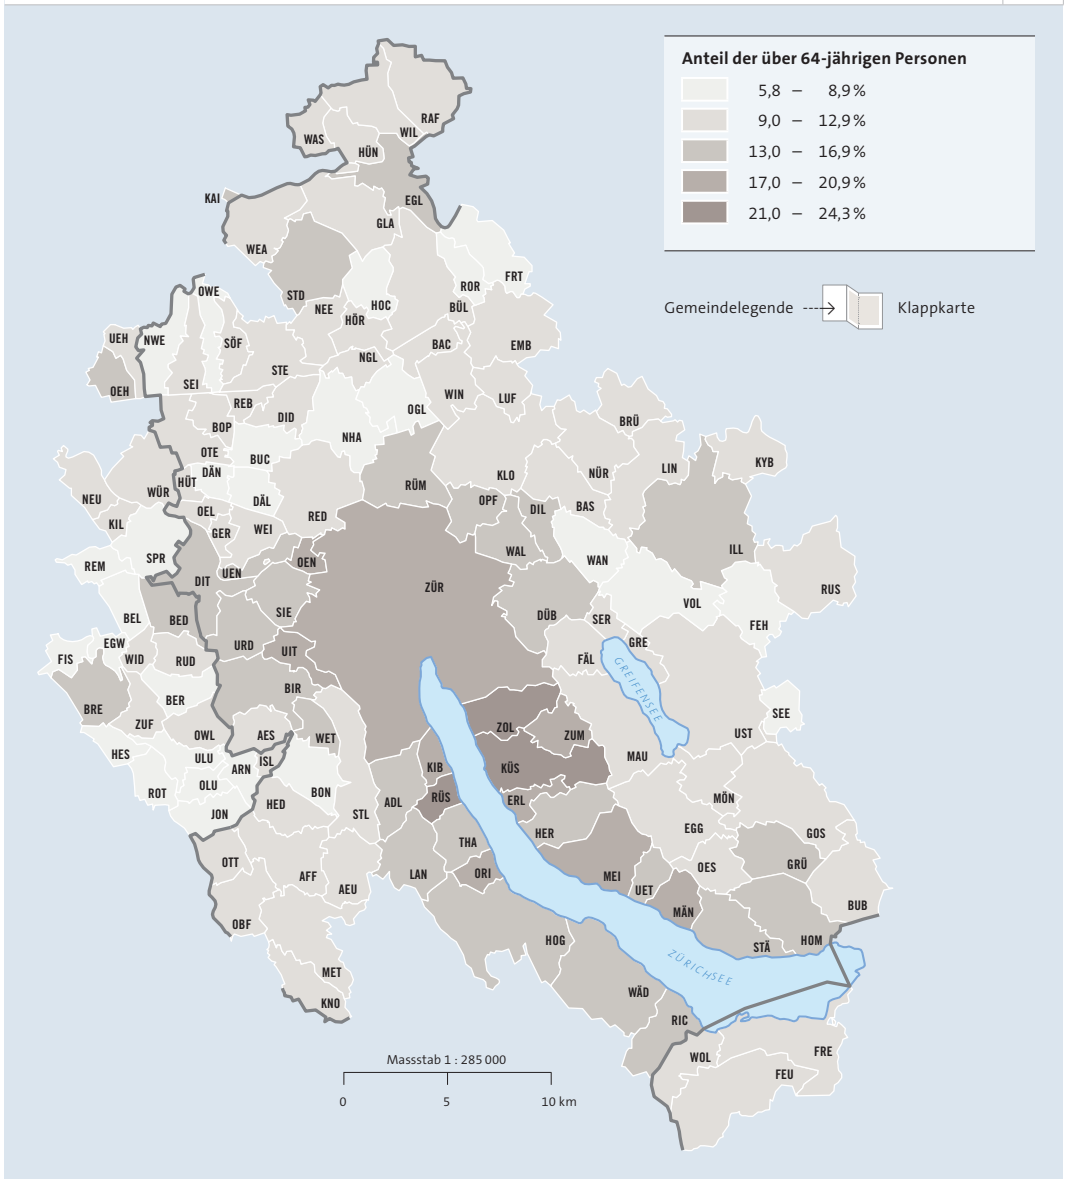 Anteil der über 64-jährigen Personen
5,8 – 8,9 %
9,0 – 12,9 %
13,0 – 16,9 %
17,0 – 20,9 %
21,0 – 24,3 %
Gemeindelegende
Klappkarte
RAF
WIL
WAS
HÜN
KAI
EGL
GLA
WEA
FRT
ROR
OWE
STD
HOC
BÜL
NEE
HÖR
UEH
NWE
SÖF
BAC
EMB
NGL
STE
SEI
OEH
WIN
LUF
REB
OGL
DID
BRÜ
BOP
NHA
OTE
BUC
KYB
LIN
DÄN
NÜR
KLO
HÜT
RÜM
WÜR
NEU
DÄL
OPF
BAS
DIL
OEL
RED
KIL
GER
WEI
WAL
ILL
SPR
WAN
OEN
REM
UEN
DIT
ZÜR
RUS
VOL
SIE
DÜB
BEL
BED
SER
FEH
EGW
URD
GRE
UIT
FIS
WID
RUD
FÄL
GREIFENSEE
BIR
BER
BRE
SEE
ZUF
ZOL
OWL
AES
WET
ZUM
UST
HES
ULU
ISL
MAU
ARN
KIB
KÜS
OLU
ROT
BON
RÜS
ERL
MÖN
HED
ADL
JON
STL
EGG
HER
GOS
THA
OTT
GRÜ
OES
AFF
LAN
ORI
MEI
AEU
UET
BUB
MÄN
OBF
HOG
HOM
STÄ
ZÜRICHSEE
MET
WÄD
KNO
RIC
FRE
WOL
FEU
Massstab 1 : 285 000
0 5 10 km